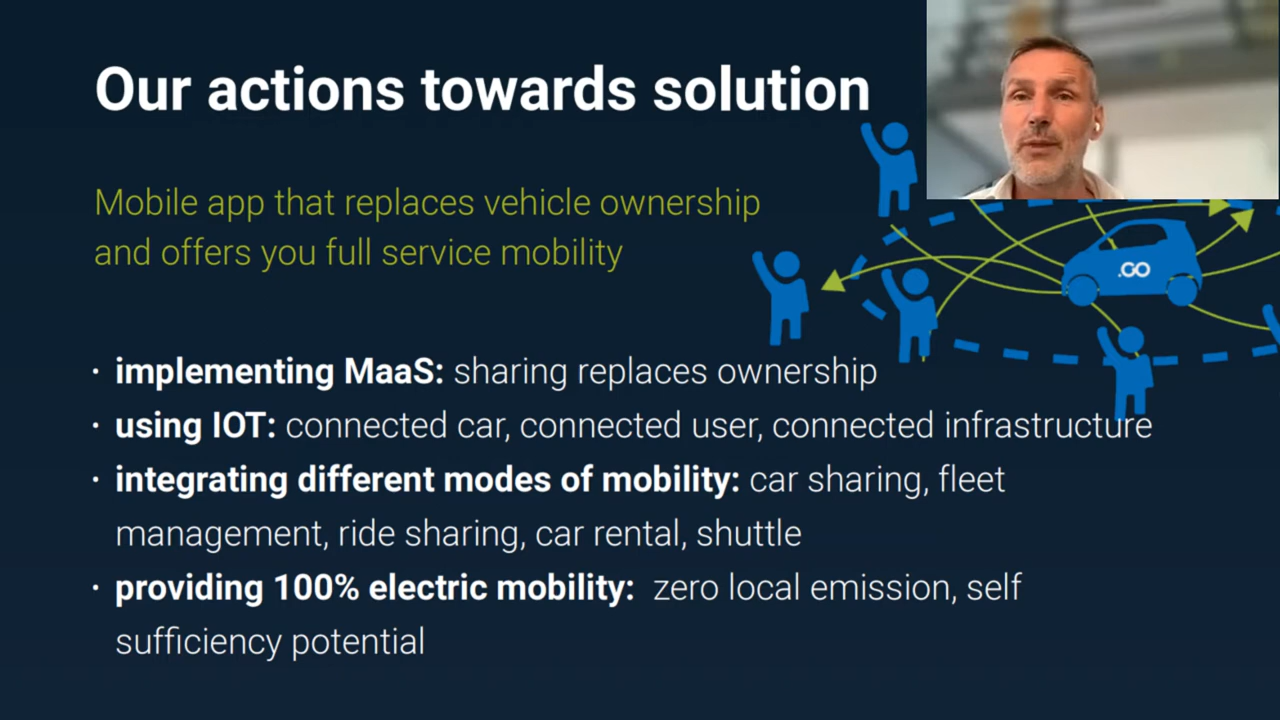 Our actions towards solution
Mobile app that replaces vehicle ownership
and offers you full service mobility
.GO
· implementing MaaS: sharing replaces ownership
· using IOT: connected car, connected user, connected infrastructure
· integrating different modes of mobility: car sharing, fleet
management, ride sharing, car rental, shuttle
· providing 100% electric mobility: zero local emission, self
sufficiency potential